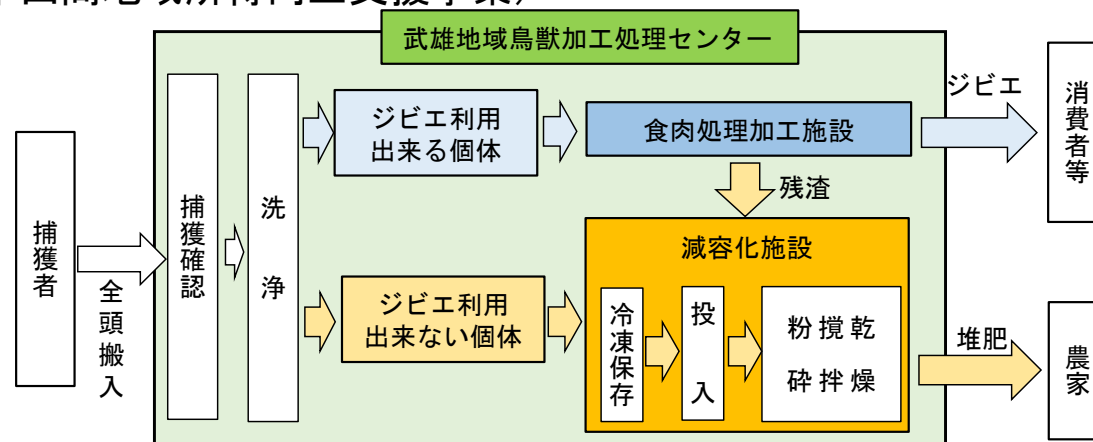 武雄地域鳥獣加工処理センター
捕獲者
全頭搬入
捕獲確認
洗浄
ジビエ利用
出来る個体
食肉処理加工施設
ジビエ
消費者等
残渣
ジビエ利用
出来ない個体
減容化施設
冷凍保存
投入
乾燥
撹拌
粉砕
堆肥
農家